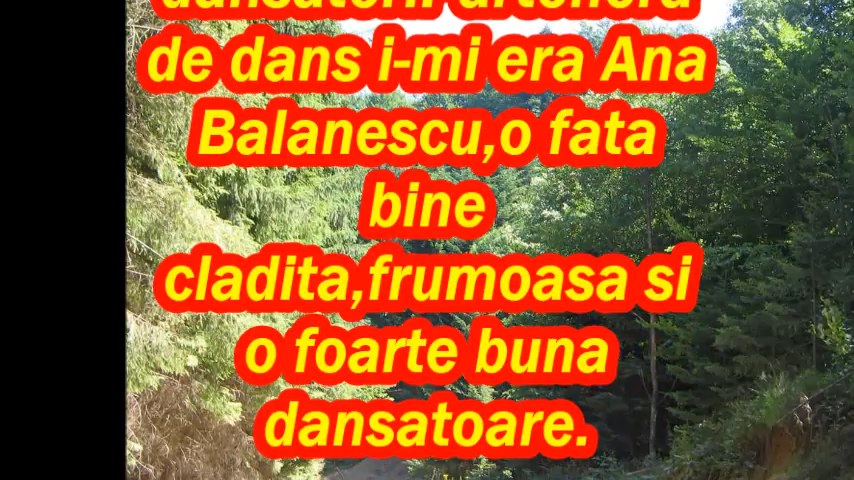 de dans i-mi era Ana
Balanescu,o fata
bine
cladita,frumoasa si
o foarte buna
dansatoare.